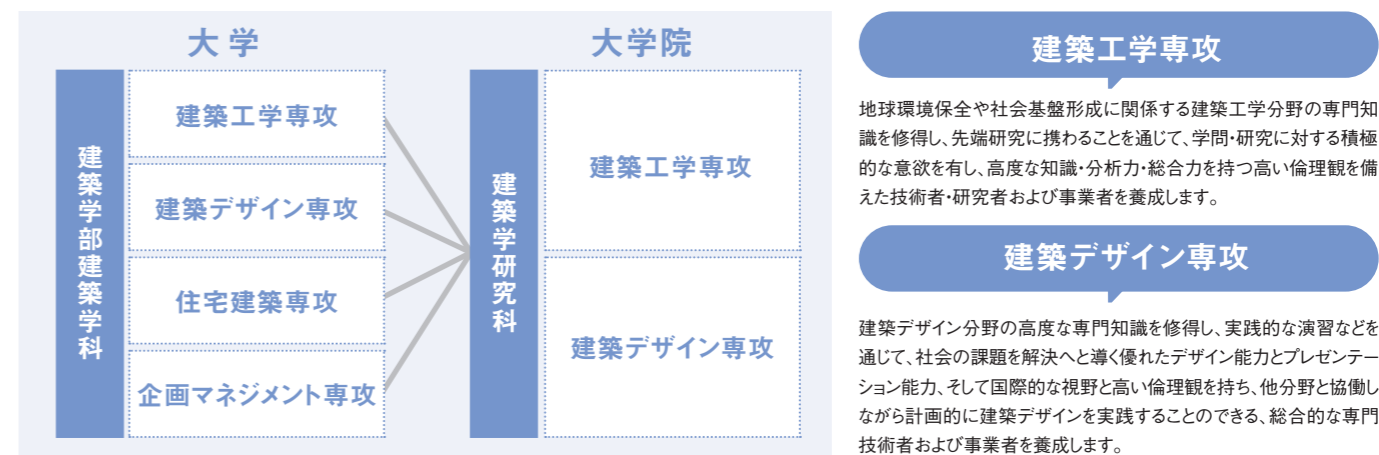 大学
建築学部建築学科
建築工学専攻
建築デザイン専攻
住宅建築専攻
企画マネジメント専攻
大学院
建築学研究科
建築工学専攻
建築デザイン専攻
建築工学専攻
地球環境保全や社会基盤形成に関係する建築工学分野の専門知
識を修得し、先端研究に携わることを通じて、学問・研究に対する積極
的な意欲を有し、高度な知識・分析力・総合力を持つ高い倫理観を備
えた技術者・研究者および事業者を養成します。
建築デザイン専攻
建築デザイン分野の高度な専門知識を修得し、実践的な演習などを
通じて、社会の課題を解決へと導く優れたデザイン能力とプレゼンテー
ション能力、そして国際的な視野と高い倫理観を持ち、他分野と協働し
ながら計画的に建築デザインを実践することのできる、総合的な専門
技術者および事業者を養成します。